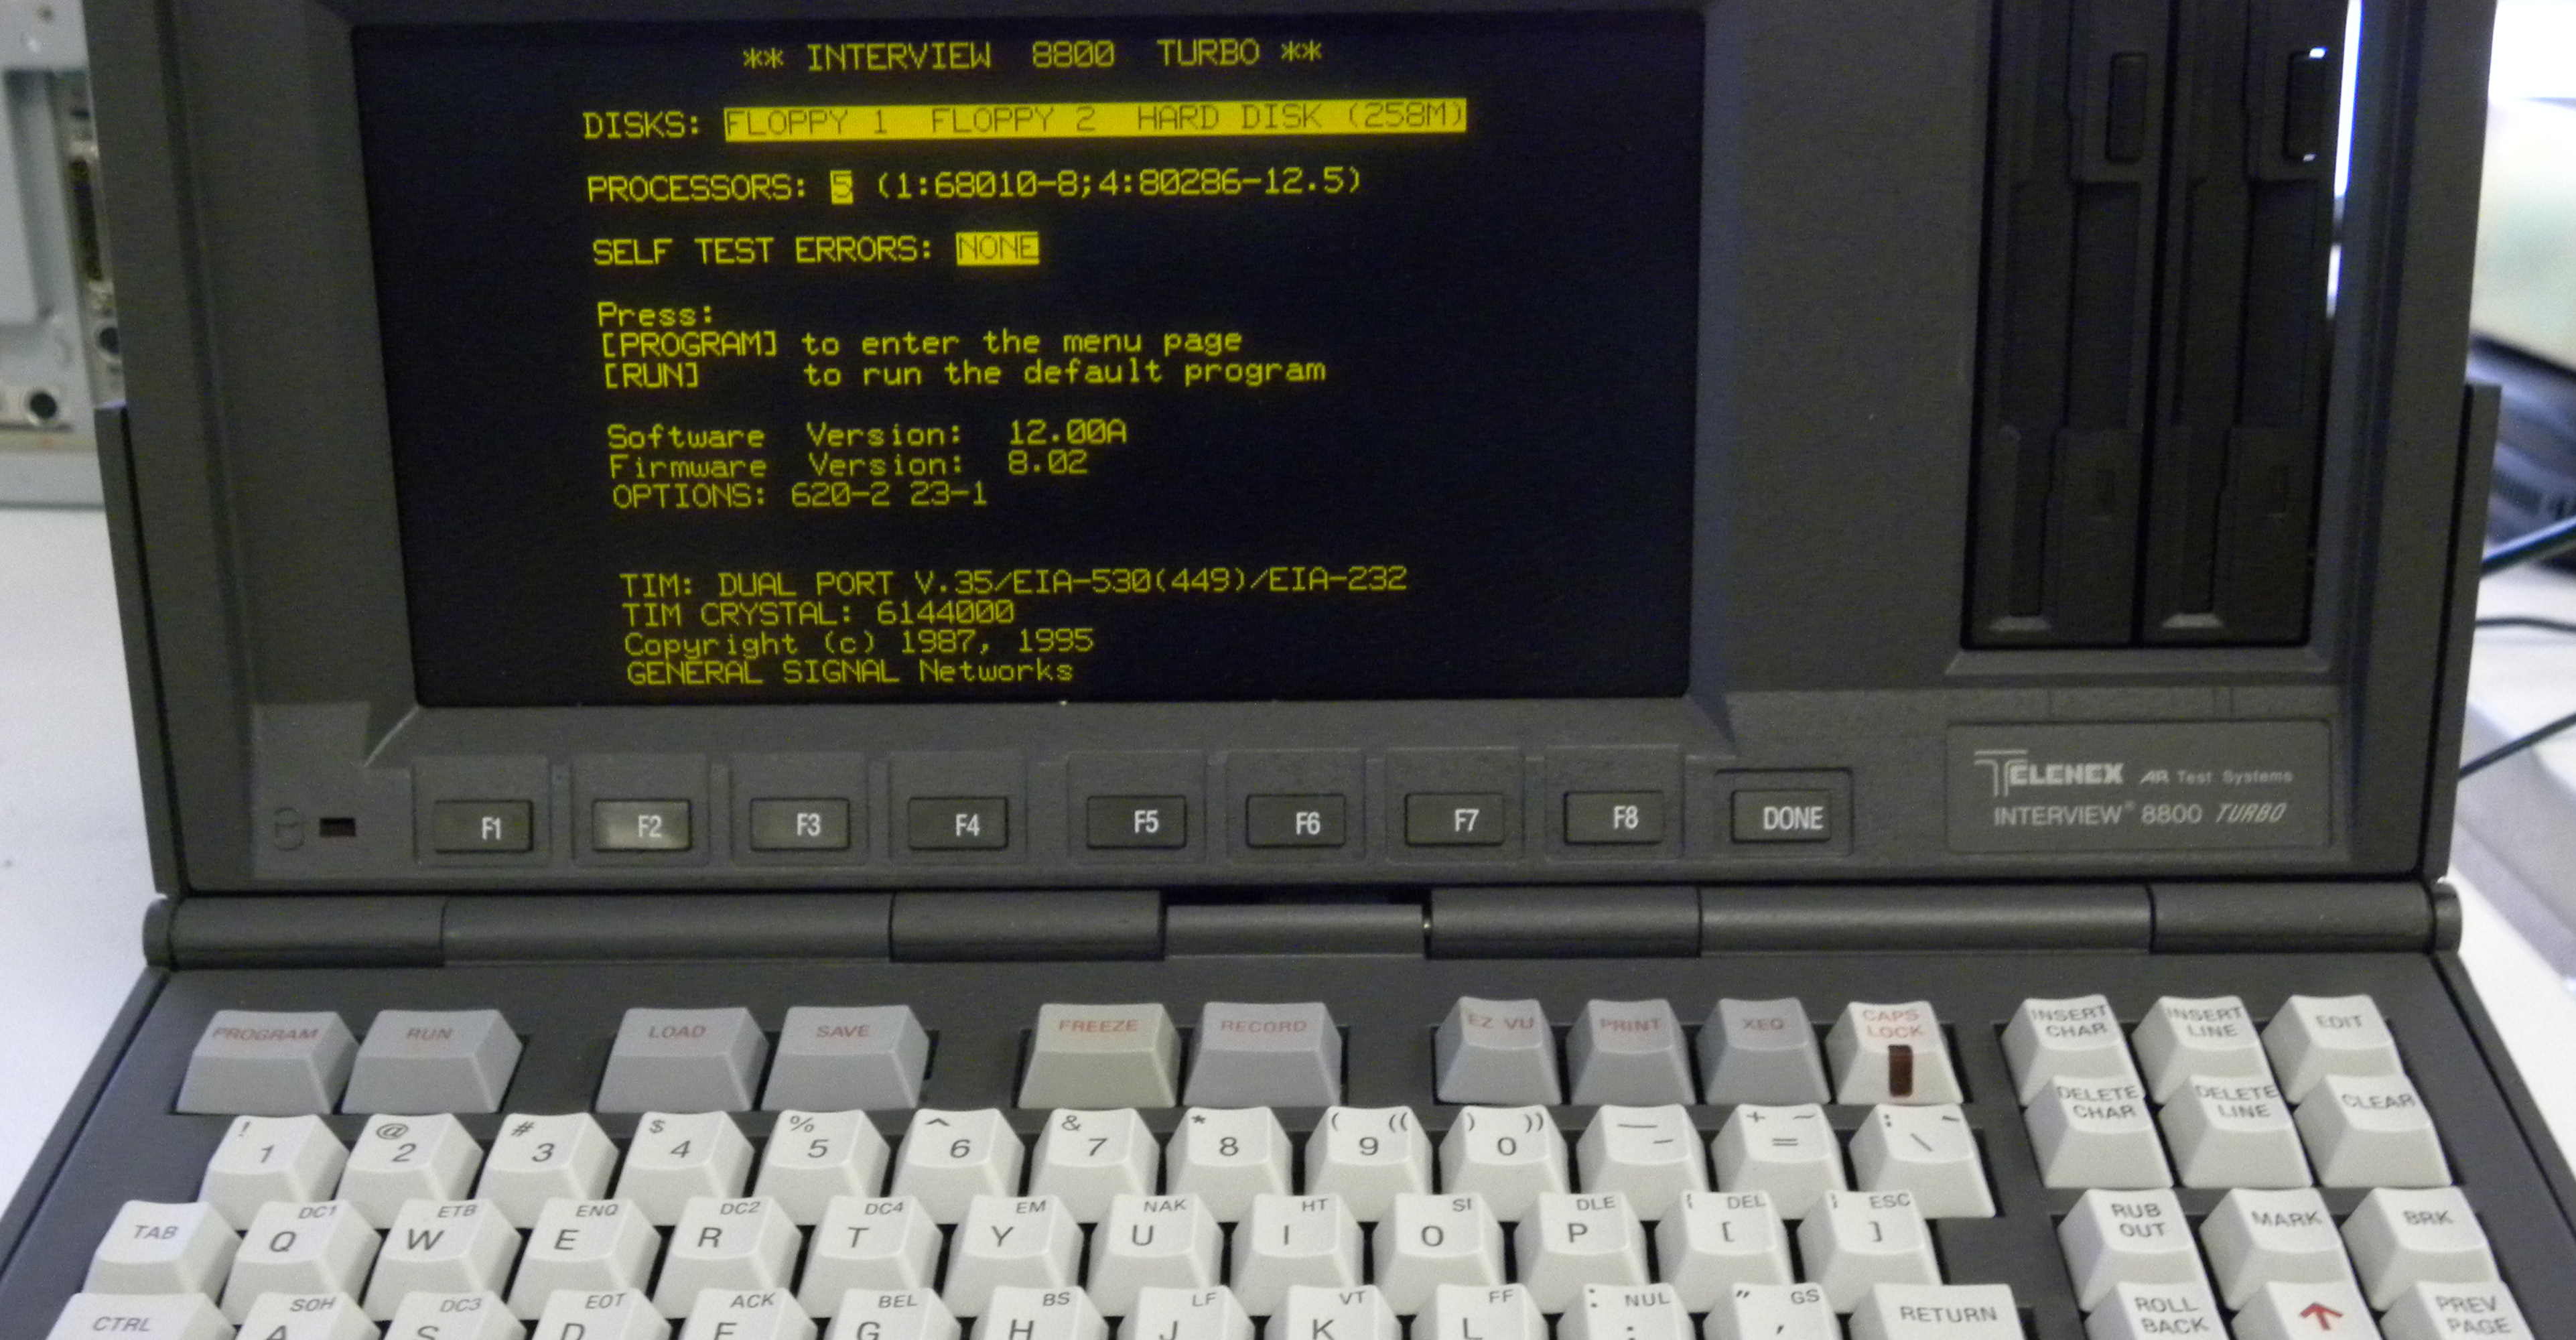 ** INTERVIEW 8800 TURBO **
DISKS: FLOPPY 1 FLOPPY 2 HARD DISK (258M)
PROCESSORS: 5 (1:68010-8;4:80286-12.5)
SELF TEST ERRORS: NONE
Press:
[PROGRAM] to enter the menu page
[RUN] to run the default program
Software Version: 12.00A
Firmware Version: 8.02
OPTIONS: 620-2 23-1
TIM: DUAL PORT V.35/EIA-530(449)/EIA-232
TIM CRYSTAL: 6144000
Copyright (c) 1987, 1995
GENERAL SIGNAL Networks
TELENEX AR Test Systems
INTERVIEW® 8800 TURBO
F1 F2 F3 F4 F5 F6 F7 F8 DONE
PROGRAM RUN LOAD SAVE FREEZE RECORD EZ VU PRINT XEQ CAPS LOCK INSERT CHAR INSERT LINE EDIT
DELETE CHAR DELETE LINE CLEAR
! @ # $ % ^ & * ( (( ) )) — + ~ :
1 2 3 4 5 6 7 8 9 0 - = \
DC1 ETB ENQ DC2 DC4 EM NAK HT SI DLE { DEL } ESC
TAB Q W E R T Y U I O P [ ] RUB OUT MARK BRK
SOH DC3 EOT ACK BEL BS LF VT FF : NUL " GS
CTRL A S D F G H J K L ; ' RETURN ROLL BACK ↑ PREV PAGE